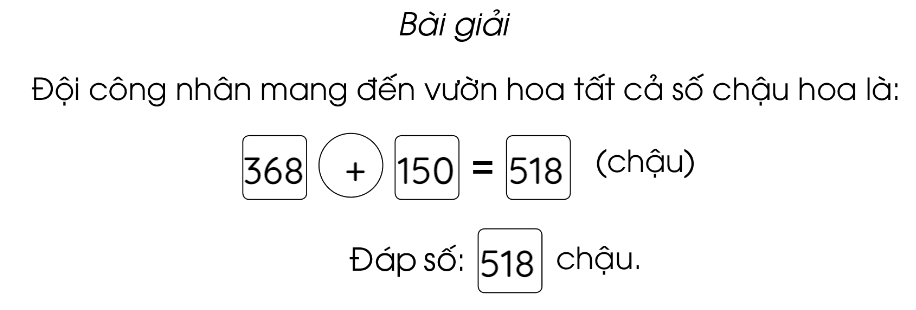 Bài giải
Đội công nhân mang đến vườn hoa tất cả số chậu hoa là:
368 + 150 = 518 (chậu)
Đáp số: 518 chậu.